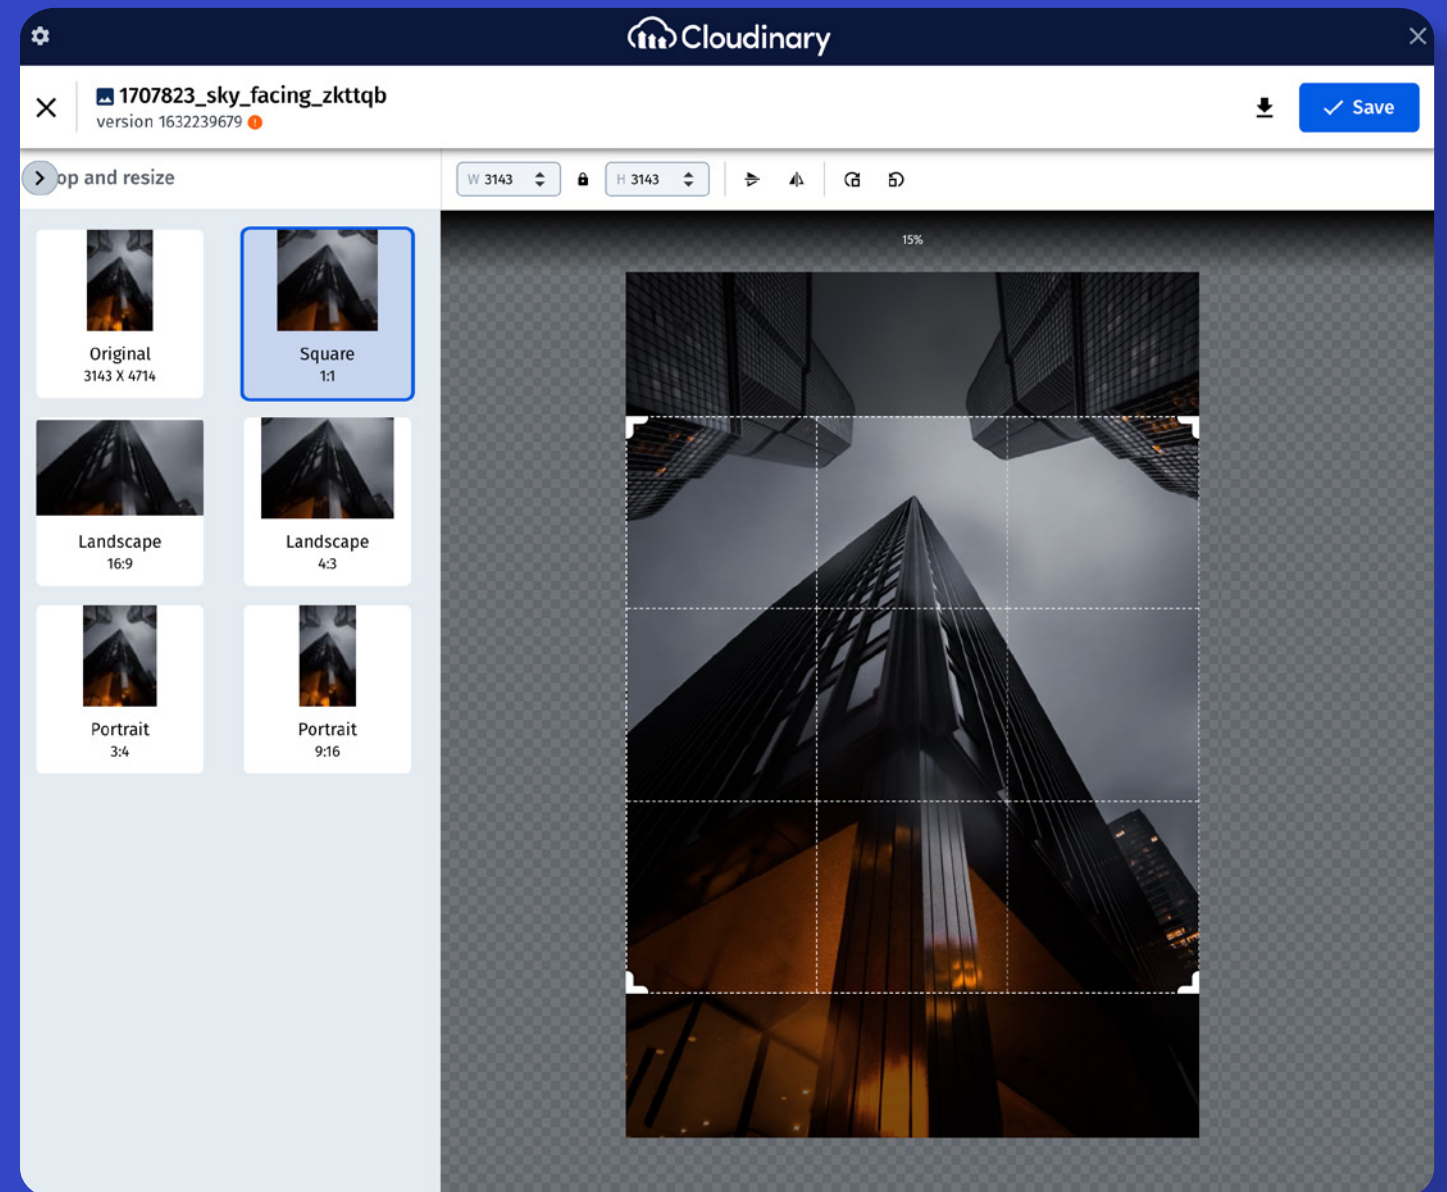 Cloudinary
1707823_sky_facing_zkttqb
version 1632239679
Save
op and resize
W 3143
H 3143
15%
Original
3143 X 4714
Square
1:1
Landscape
16:9
Landscape
4:3
Portrait
3:4
Portrait
9:16